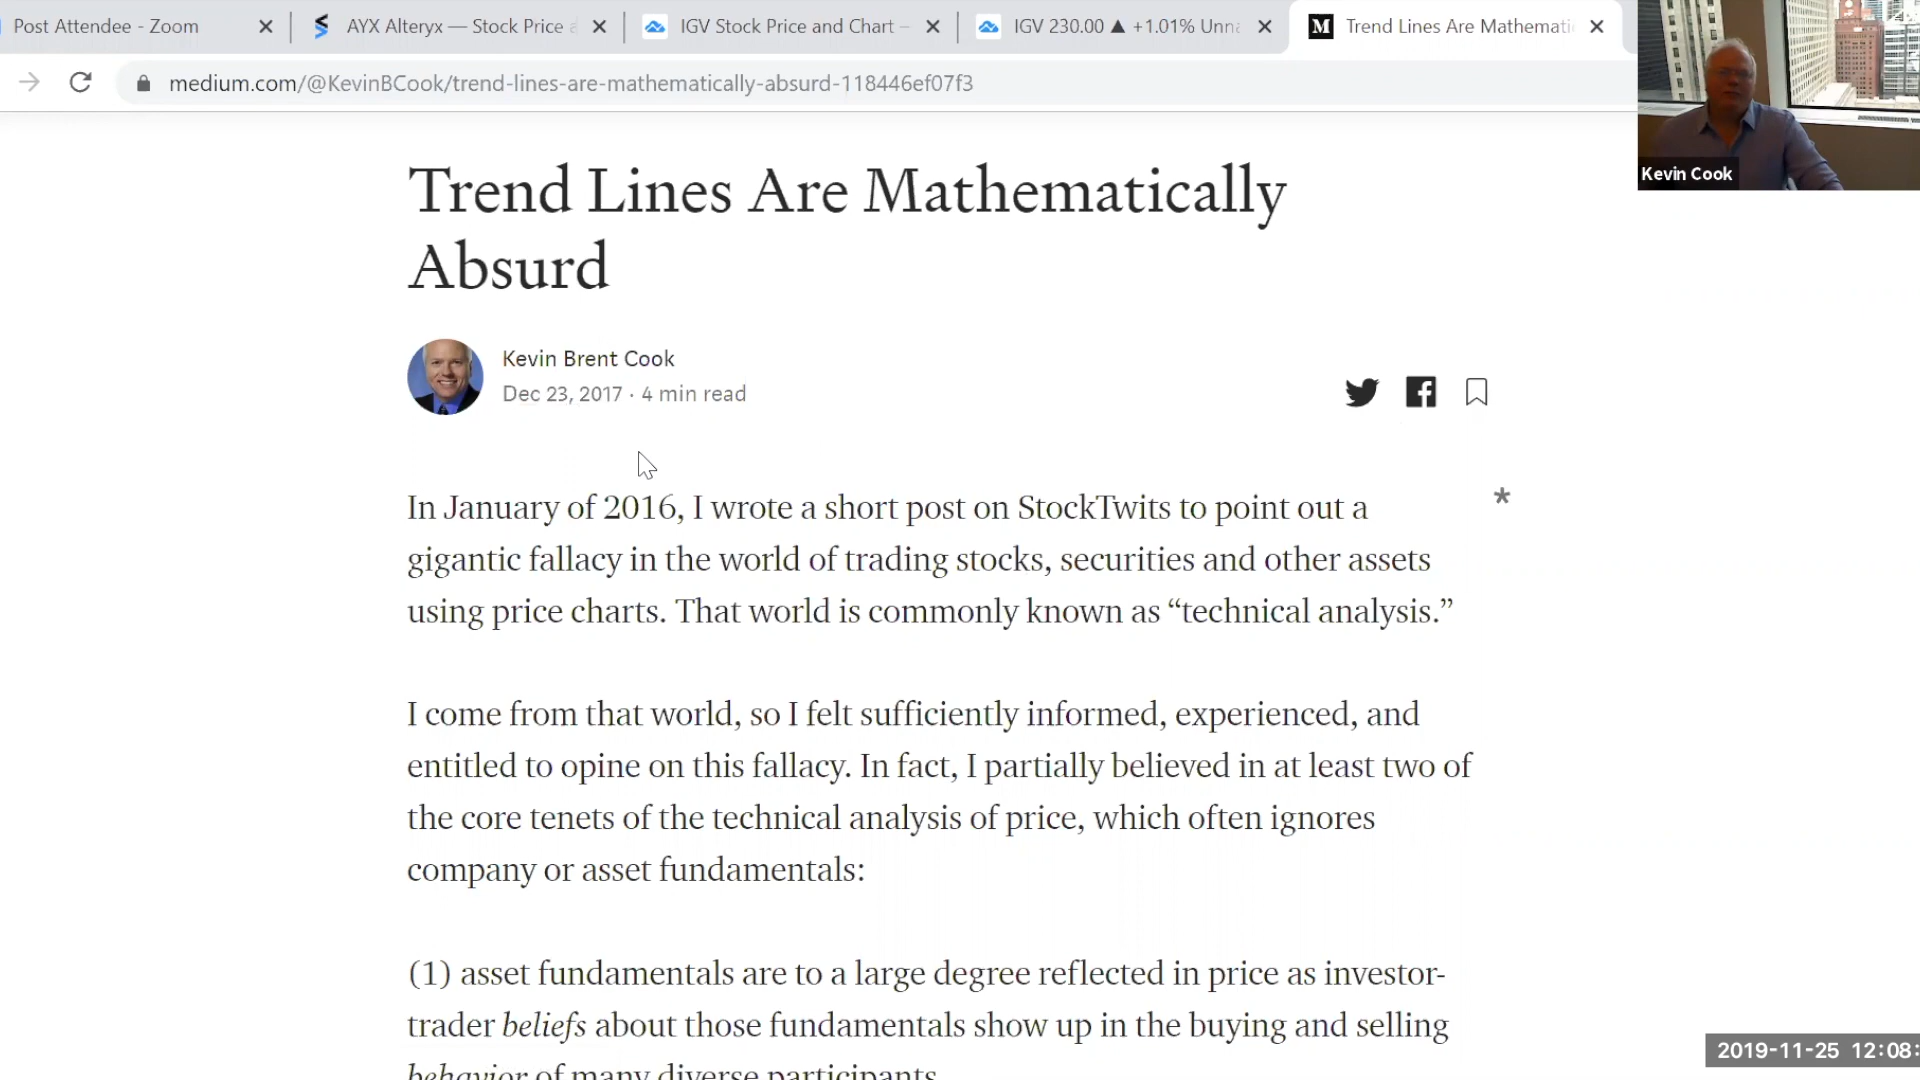 Post Attendee - Zoom
AYX Alteryx — Stock Price a
IGV Stock Price and Chart –
IGV 230.00 ▲ +1.01% Unna
Trend Lines Are Mathemati
medium.com/@KevinBCook/trend-lines-are-mathematically-absurd-118446ef07f3
Kevin Cook
Trend Lines Are Mathematically
Absurd
Kevin Brent Cook
Dec 23, 2017 · 4 min read
In January of 2016, I wrote a short post on StockTwits to point out a
gigantic fallacy in the world of trading stocks, securities and other assets
using price charts. That world is commonly known as “technical analysis.”
*
I come from that world, so I felt sufficiently informed, experienced, and
entitled to opine on this fallacy. In fact, I partially believed in at least two of
the core tenets of the technical analysis of price, which often ignores
company or asset fundamentals:
(1) asset fundamentals are to a large degree reflected in price as investor-
trader beliefs about those fundamentals show up in the buying and selling
behavior of many diverse participants
2019-11-25 12:08: